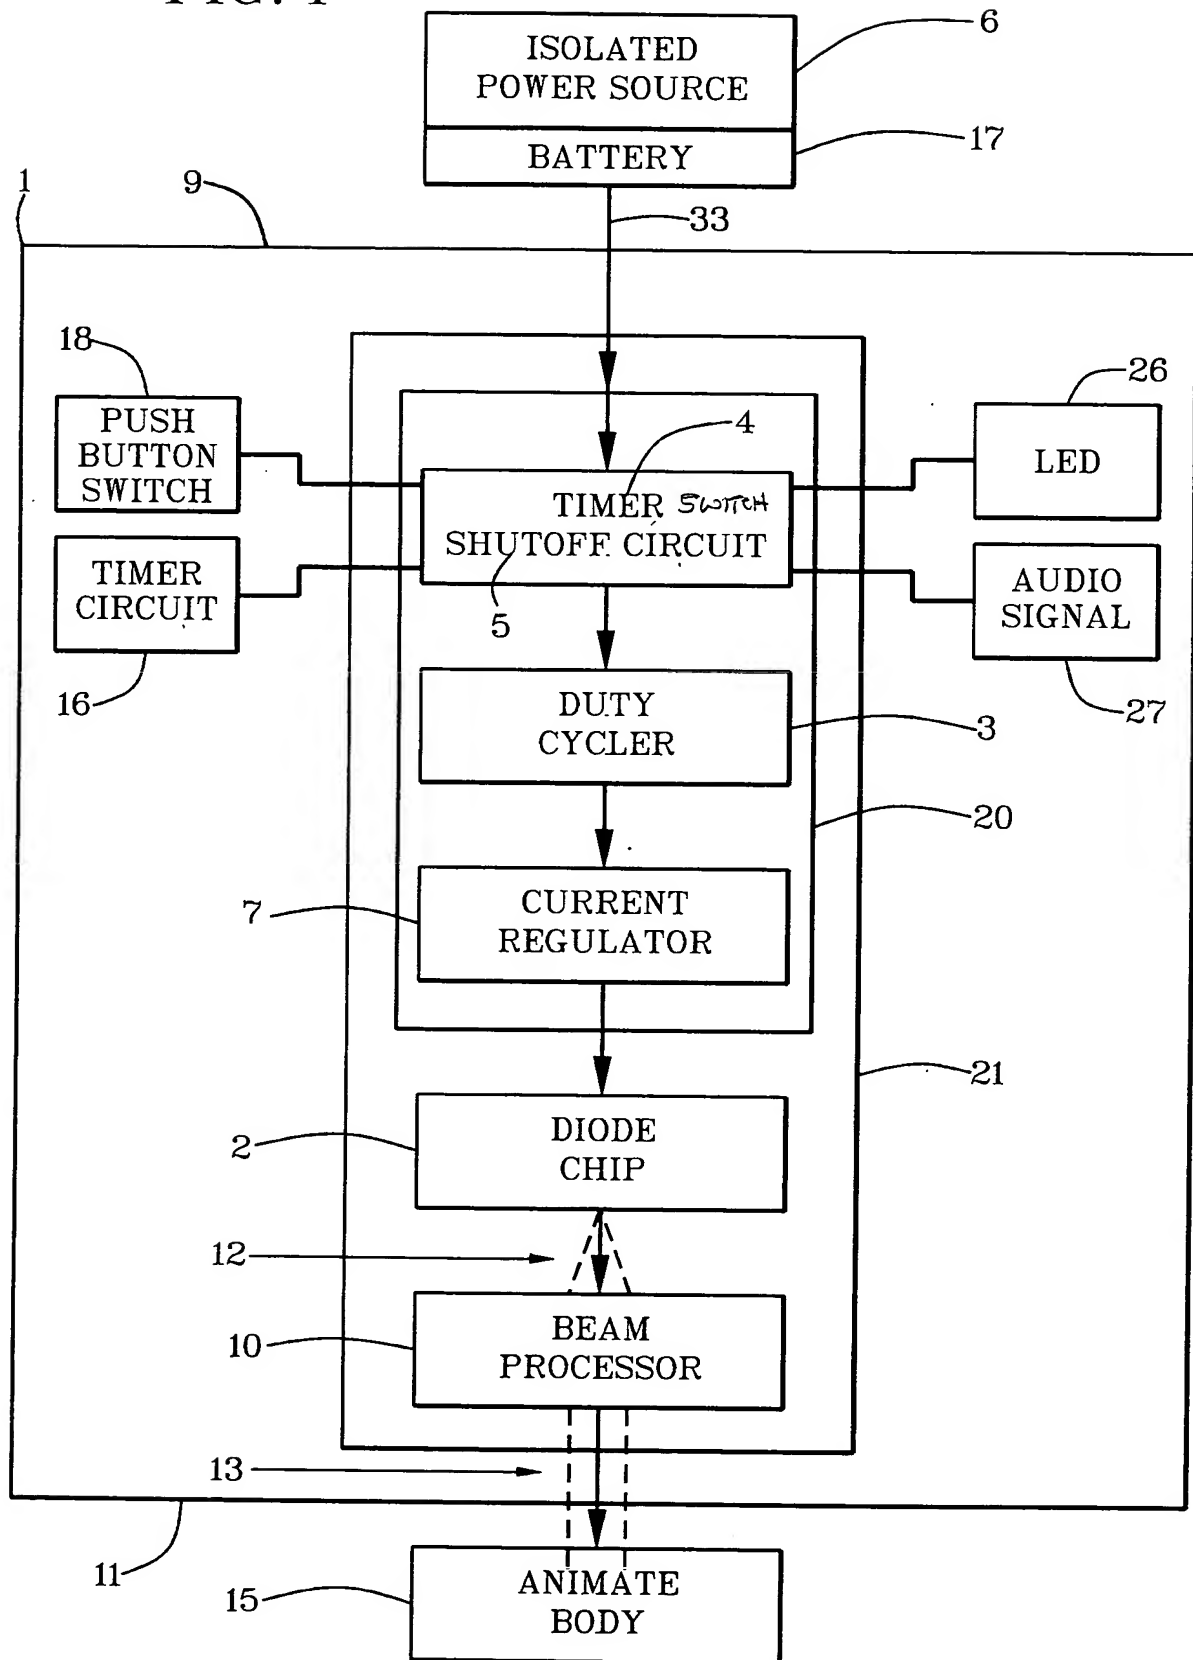 FIG. 1
ISOLATED
POWER SOURCE
6
BATTERY
17
1
9
33
18
PUSH
BUTTON
SWITCH
26
LED
4
TIMER SWITCH
SHUTOFF CIRCUIT
5
TIMER
CIRCUIT
16
AUDIO
SIGNAL
27
DUTY
CYCLER
3
20
7
CURRENT
REGULATOR
21
2
DIODE
CHIP
12
10
BEAM
PROCESSOR
13
11
15
ANIMATE
BODY